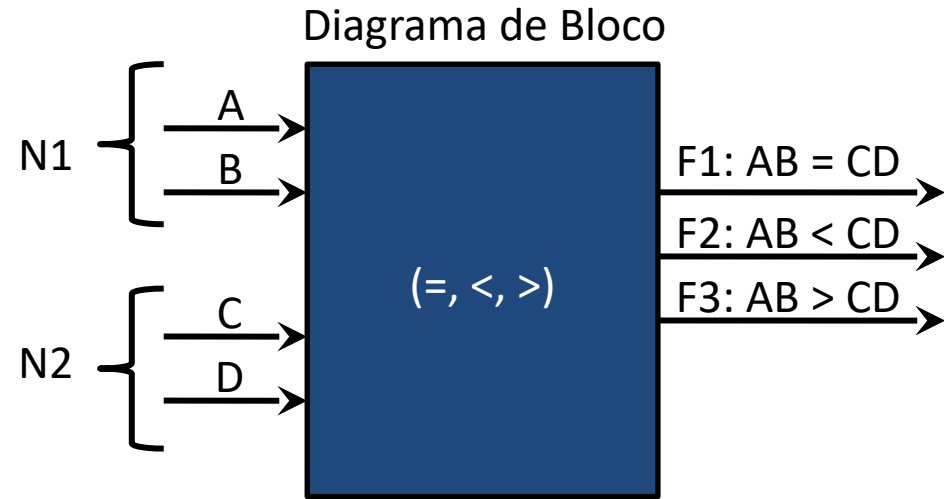 Diagrama de Bloco
N1
A
B
N2
C
D
(=, <, >)
F1: AB = CD
F2: AB < CD
F3: AB > CD